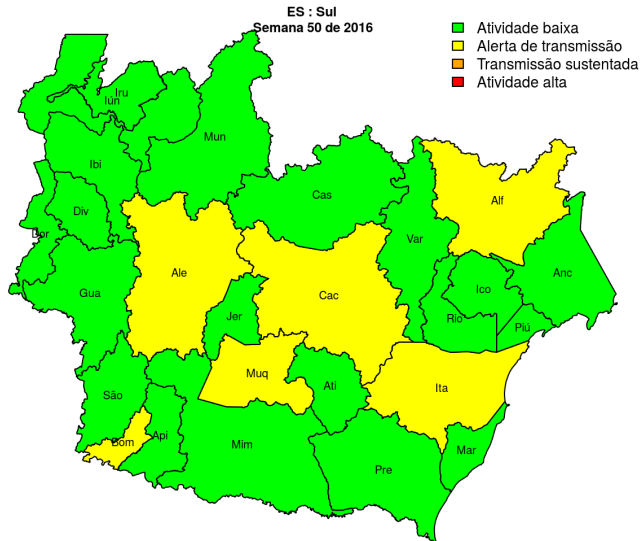 ES : Sul
Semana 50 de 2016
Atividade baixa
Alerta de transmissão
Transmissão sustentada
Atividade alta
Iru
Iún
Mun
Ibi
Cas
Alf
Div
Dor
Var
Ale
Anc
Gua
Cac
Ico
Jer
Rio
Piú
Muq
Ati
Ita
São
Bom
Api
Mim
Mar
Pre